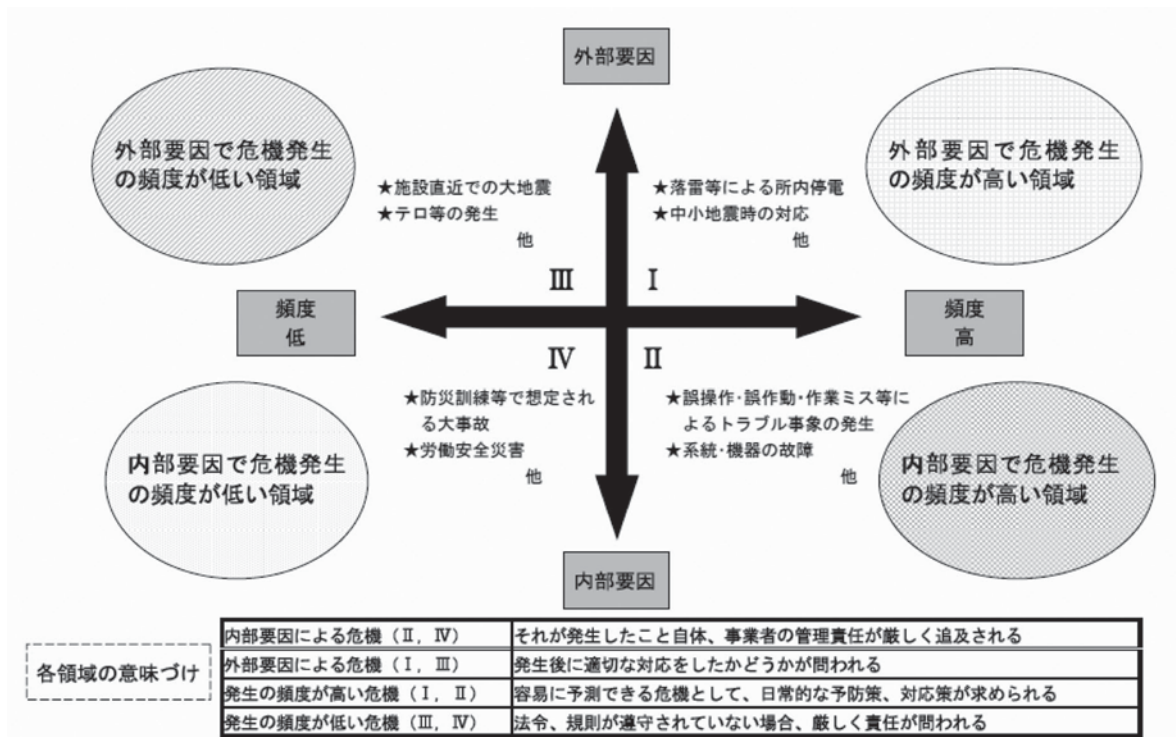 外部要因
外部要因で危機発生
の頻度が低い領域
★施設直近での大地震
★テロ等の発生
他
★落雷等による所内停電
★中小地震時の対応
他
外部要因で危機発生
の頻度が高い領域
Ⅲ
Ⅰ
頻度
低
頻度
高
Ⅳ
Ⅱ
内部要因で危機発生
の頻度が低い領域
★防災訓練等で想定され
る大事故
★労働安全災害
他
★誤操作・誤作動・作業ミス等に
よるトラブル事象の発生
★系統・機器の故障
他
内部要因で危機発生
の頻度が高い領域
内部要因
各領域の意味づけ
内部要因による危機（Ⅱ，Ⅳ） それが発生したこと自体、事業者の管理責任が厳しく追及される
外部要因による危機（Ⅰ，Ⅲ） 発生後に適切な対応をしたかどうかが問われる
発生の頻度が高い危機（Ⅰ，Ⅱ） 容易に予測できる危機として、日常的な予防策、対応策が求められる
発生の頻度が低い危機（Ⅲ，Ⅳ） 法令、規則が遵守されていない場合、厳しく責任が問われる